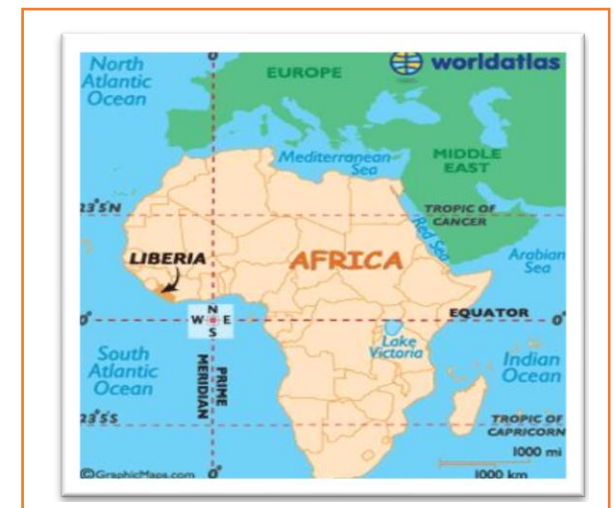 North
Atlantic
Ocean
0°
EUROPE
worldatlas
Mediterranean
Sea
MIDDLE
EAST
23°5'N
TROPIC OF
CANCER
Red Sea
LIBERIA
AFRICA
Arabian
Sea
N
W E
S
0°
EQUATOR 0°
Lake
Victoria
South
Atlantic
Ocean
PRIME
MERIDIAN
Indian
Ocean
23°5'S
TROPIC OF
CAPRICORN
1000 mi
1000 km
©GraphicMaps.com 0°